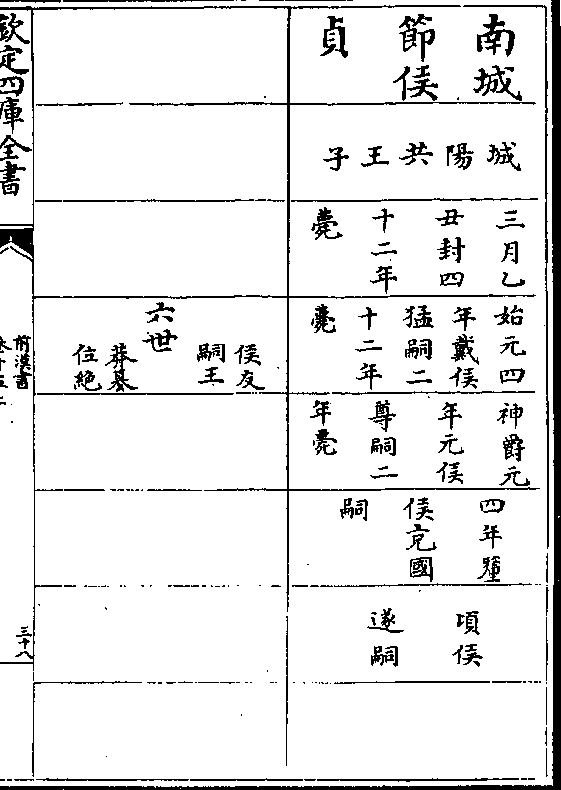 南城
節侯
貞
城陽共王子
三月乙
丑封四
十二年
薨
始元四
年戴侯
猛嗣二
十二年
薨
神爵元
年元侯
尊嗣二
年薨
四年釐
侯充國
嗣
頃侯
遂嗣
六世
侯友
嗣王
莽篡
位絶
欽定四庫全書
前漢書
卷十五上
三十八